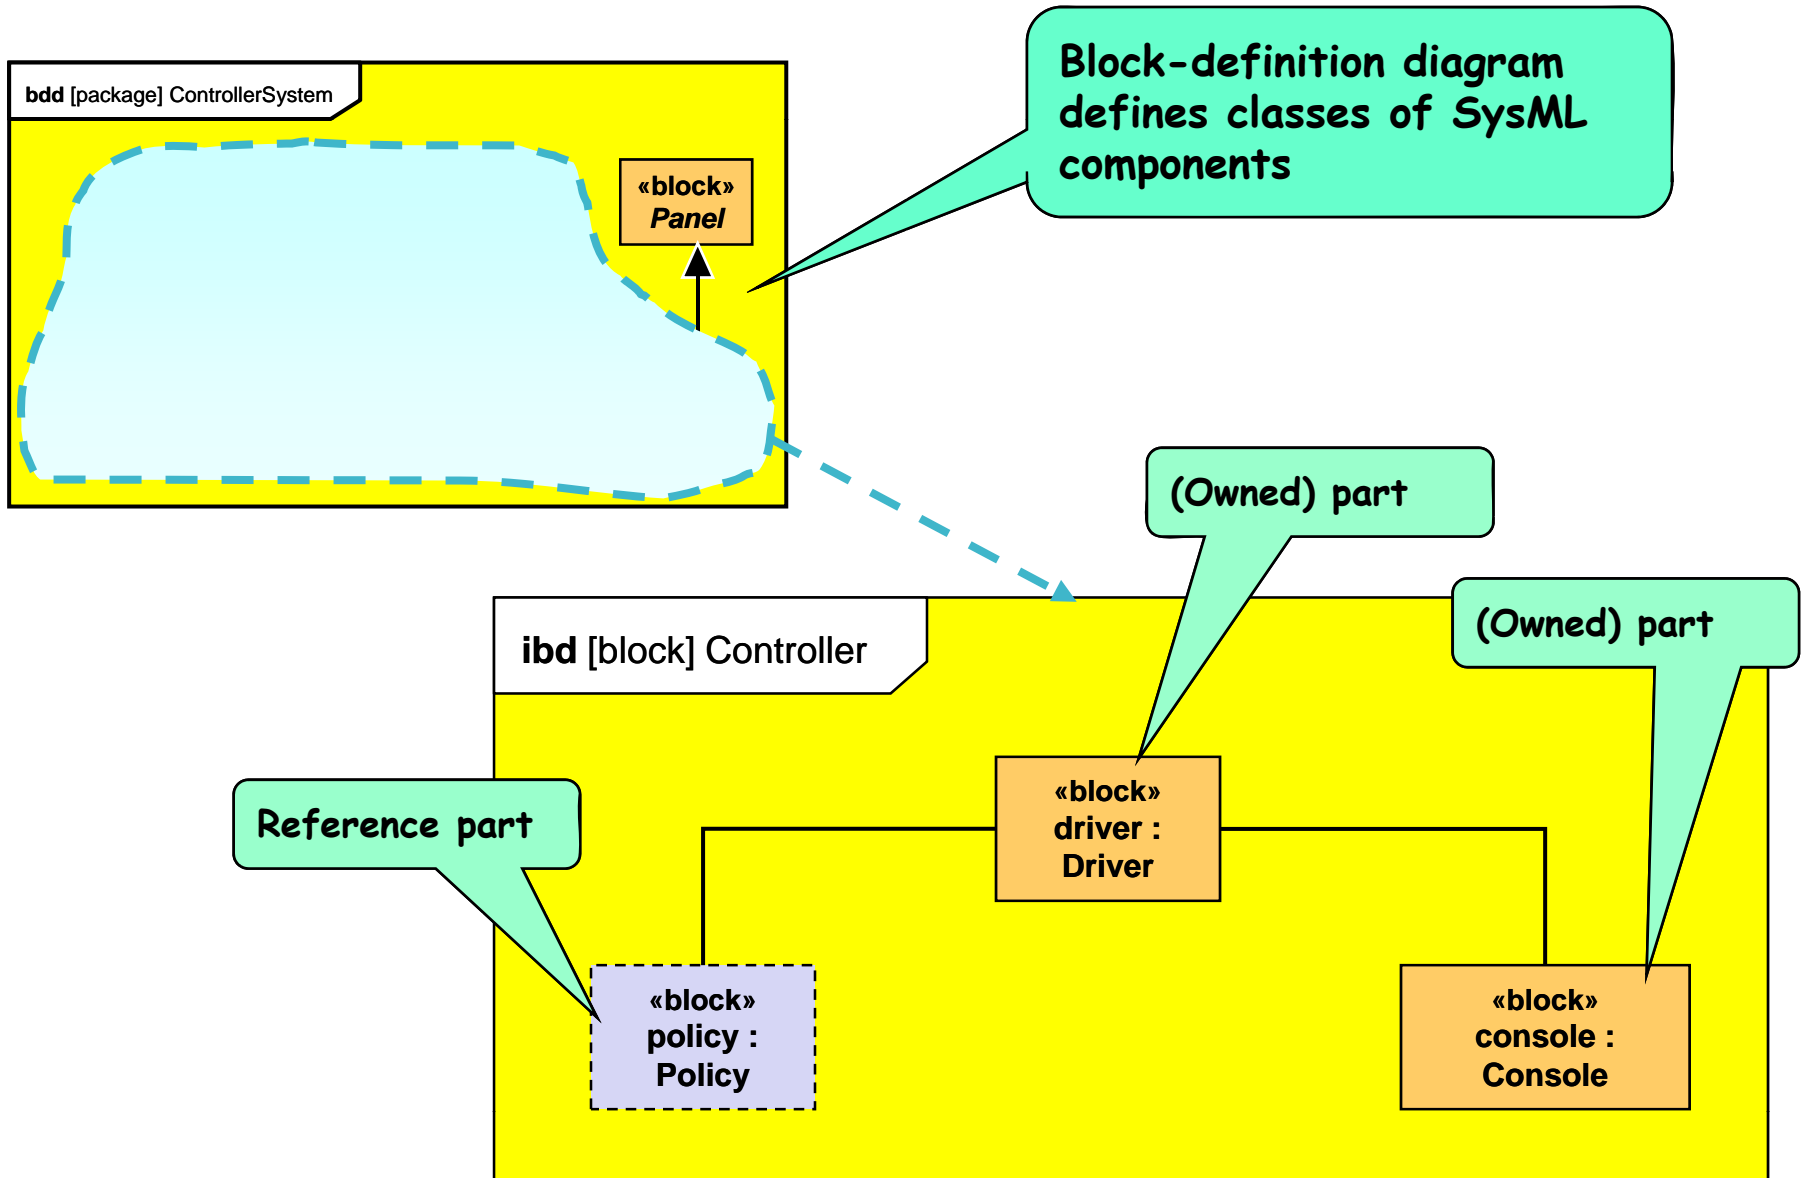 bdd [package] ControllerSystem
Block-definition diagram
defines classes of SysML
components
«block»
Panel
(Owned) part
(Owned) part
ibd [block] Controller
Reference part
«block»
driver :
Driver
«block»
policy :
Policy
«block»
console :
Console